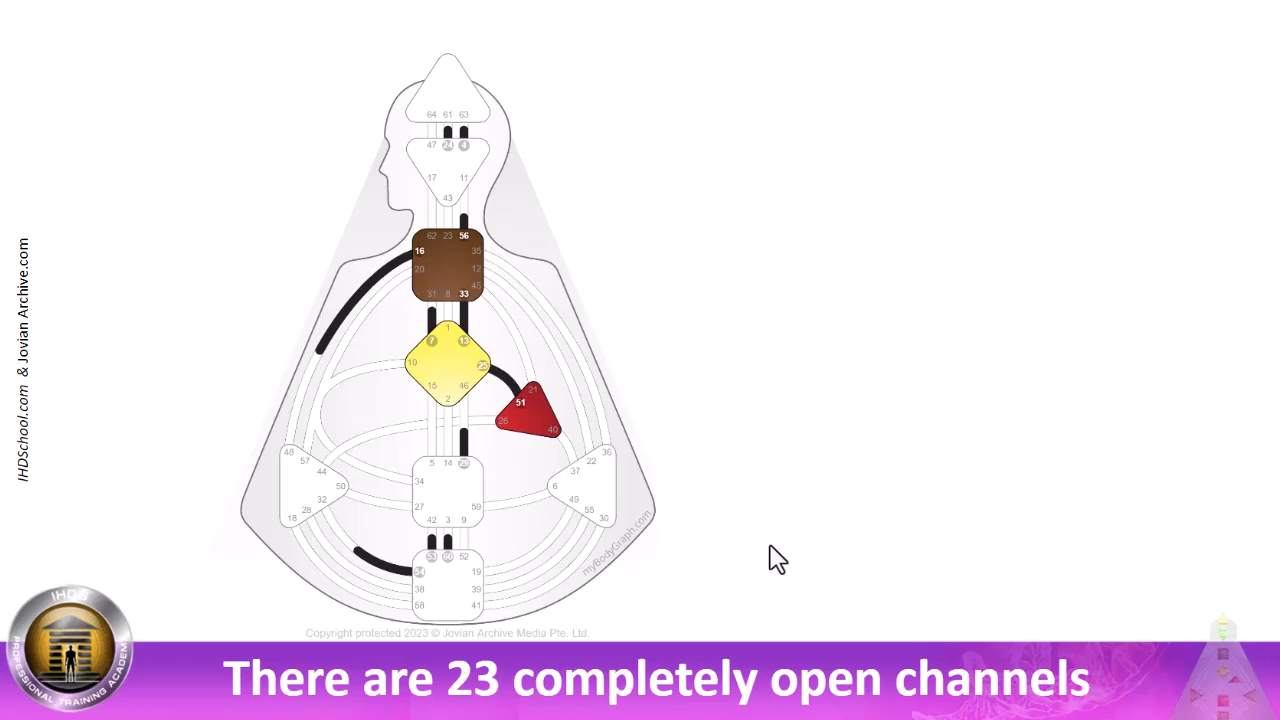 64 61 63
47 24 4
17 11
43
62 23 56
16 35
20 12
45
31 8 33
1
7 13
10 25
15 46
2
21
51
26 40
48 36
57 22
5 14 29
44 37
34
50 6
32 49
27 59
28 55
18 30
42 3 9
53 60 52
54 19
38 39
58 41
myBodyGraph.com
Copyright protected 2023 © Jovian Archive Media Pte. Ltd.
IHDSchool.com & Jovian Archive.com
IHDS
PROFESSIONAL TRAINING ACADEMY
There are 23 completely open channels